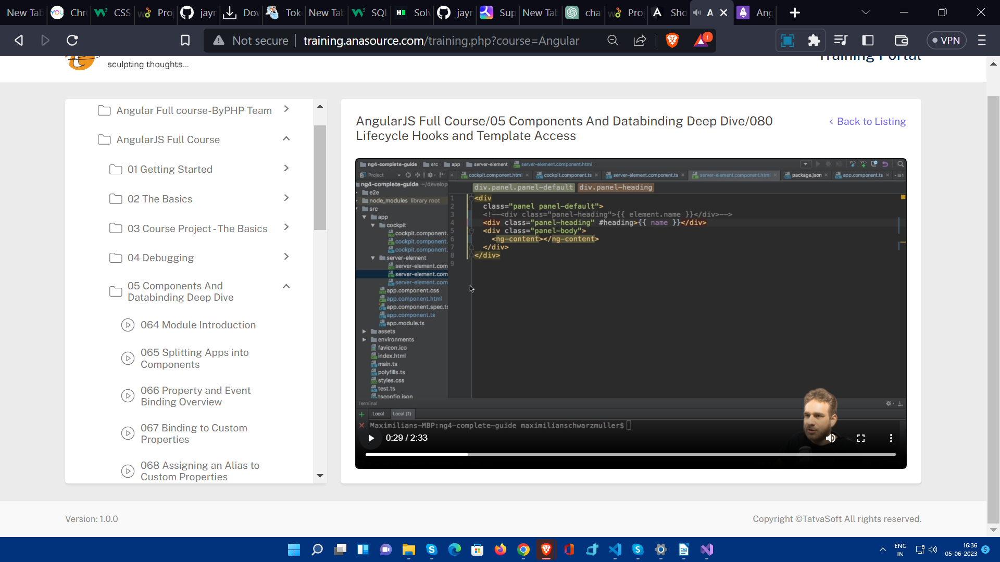 New Tab
Chr
CSS
Proj
jayr
Dov
Tok
New Tab
SQL
Solv
jayr
Sup
New Tab
cha
Proj
Sho
A
Ang
Not secure
training.anasource.com/training.php?course=Angular
1
VPN
sculpting thoughts...
Training Portal
Angular Full course-ByPHP Team
AngularJS Full Course
01 Getting Started
02 The Basics
03 Course Project - The Basics
04 Debugging
05 Components And
Databinding Deep Dive
064 Module Introduction
065 Splitting Apps into
Components
066 Property and Event
Binding Overview
067 Binding to Custom
Properties
068 Assigning an Alias to
Custom Properties
AngularJS Full Course/05 Components And Databinding Deep Dive/080
Lifecycle Hooks and Template Access
Back to Listing
ng4-complete-guide src app server-element server-element.component.html
Project
cockpit.component.html cockpit.component.ts server-element.component.ts server-element.component.html package.json app.component.ts
ng4-complete-guide ~/develop
e2e
node_modules library root
src
app
cockpit
cockpit.component.
cockpit.component.
cockpit.component.
server-element
server-element.com
server-element.com
server-element.com
app.component.css
app.component.html
app.component.spec.ts
app.component.ts
app.module.ts
assets
environments
favicon.ico
index.html
main.ts
polyfills.ts
styles.css
test.ts
tsconfig.json
div.panel.panel-default div.panel-heading
1 <div
2 class="panel panel-default">
3 <!--<div class="panel-heading">{{ element.name }}</div>-->
4 <div class="panel-heading" #heading>{{ name }}</div>
5 <div class="panel-body">
6 <ng-content></ng-content>
7 </div>
8 </div>
9
Terminal
Local Local (1)
Maximilians-MBP:ng4-complete-guide maximilianschwarzmuller$
0:29 / 2:33
Version: 1.0.0
Copyright ©TatvaSoft All rights reserved.
ENG
IN
16:36
05-06-2023
5